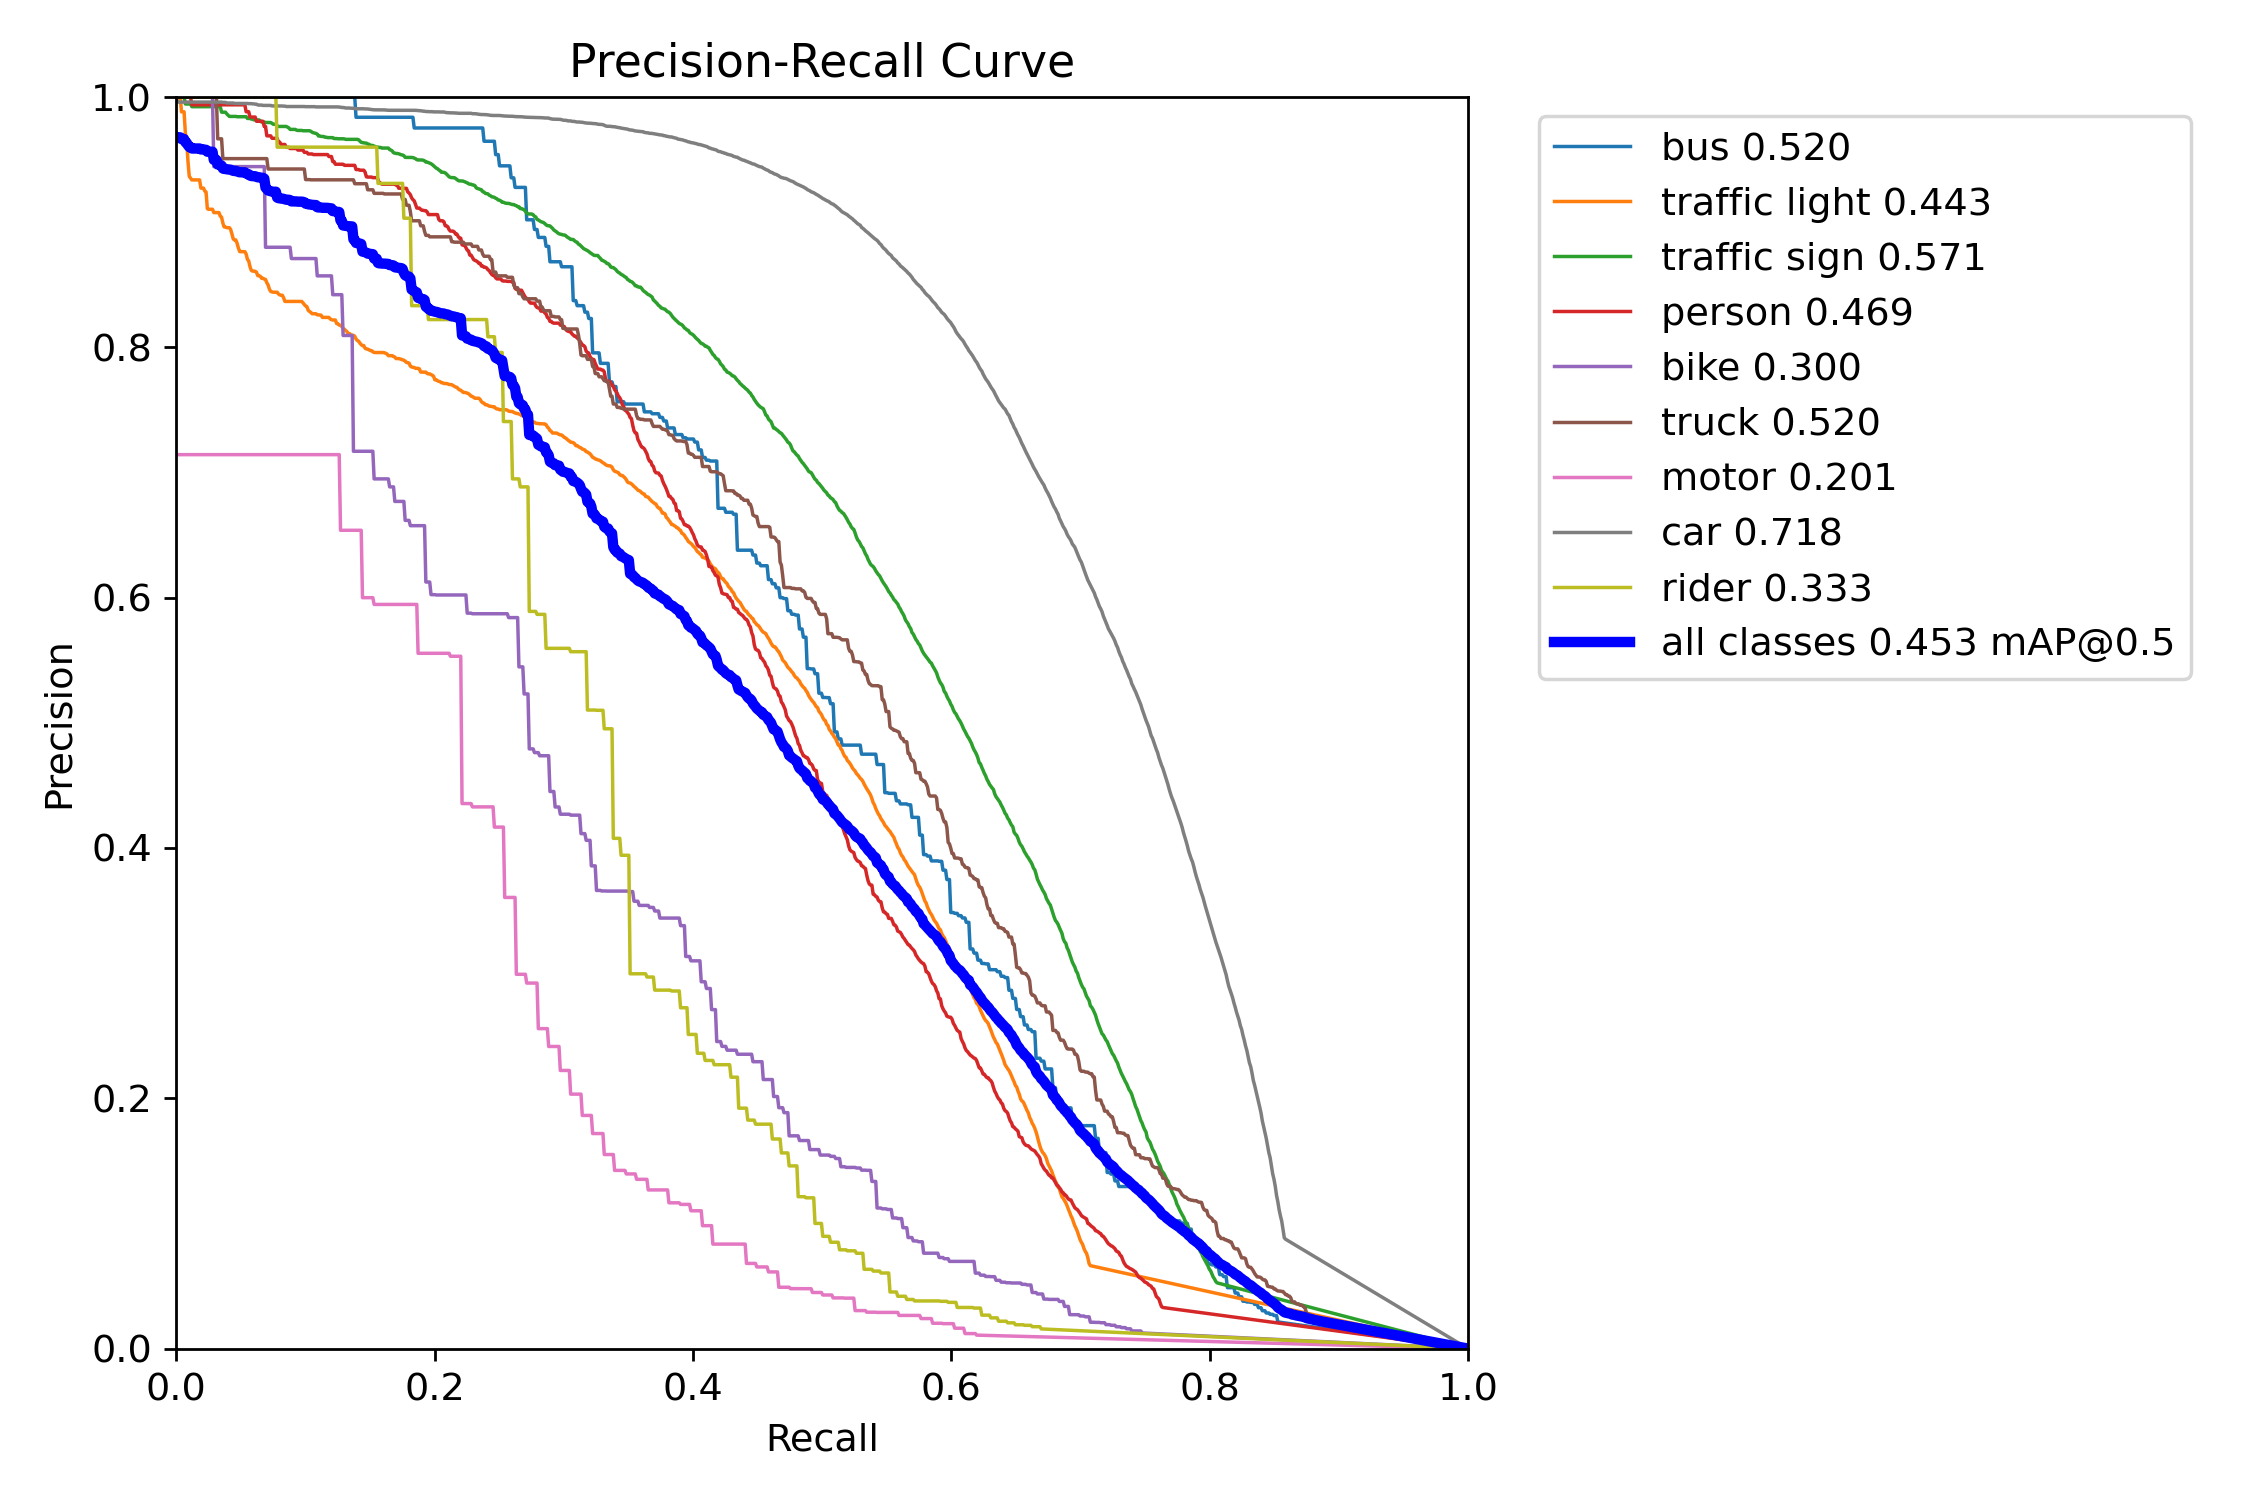 Precision-Recall Curve
1.0
0.8
0.6
0.4
0.2
0.0
Precision
0.0 0.2 0.4 0.6 0.8 1.0
Recall
bus 0.520
traffic light 0.443
traffic sign 0.571
person 0.469
bike 0.300
truck 0.520
motor 0.201
car 0.718
rider 0.333
all classes 0.453 mAP@0.5